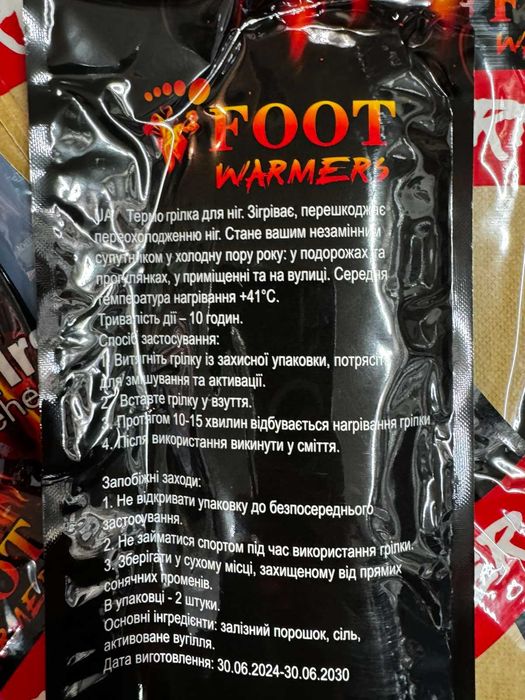 FOOT
WARMERS
UA Термо грілка для ніг. Зігріває, перешкоджає
переохолодженню ніг. Стане вашим незамінним
супутником у холодну пору року: у подорожах та
прогулянках, у приміщенні та на вулиці. Середня
температура нагрівання +41°C.
Тривалість дії – 10 годин.
Спосіб застосування:
1. Витягніть грілку із захисної упаковки, потрясіть
для змішування та активації.
2. Вставте грілку у взуття.
3. Протягом 10-15 хвилин відбувається нагрівання грілки
4. Після використання викинути у сміття.
Запобіжні заходи:
1. Не відкривати упаковку до безпосереднього
застосування.
2. Не займатися спортом під час використання грілки.
3. Зберігати у сухому місці, захищеному від прямих
сонячних променів.
В упаковці - 2 штуки.
Основні інгредієнти: залізний порошок, сіль,
активоване вугілля.
Дата виготовлення: 30.06.2024-30.06.2030